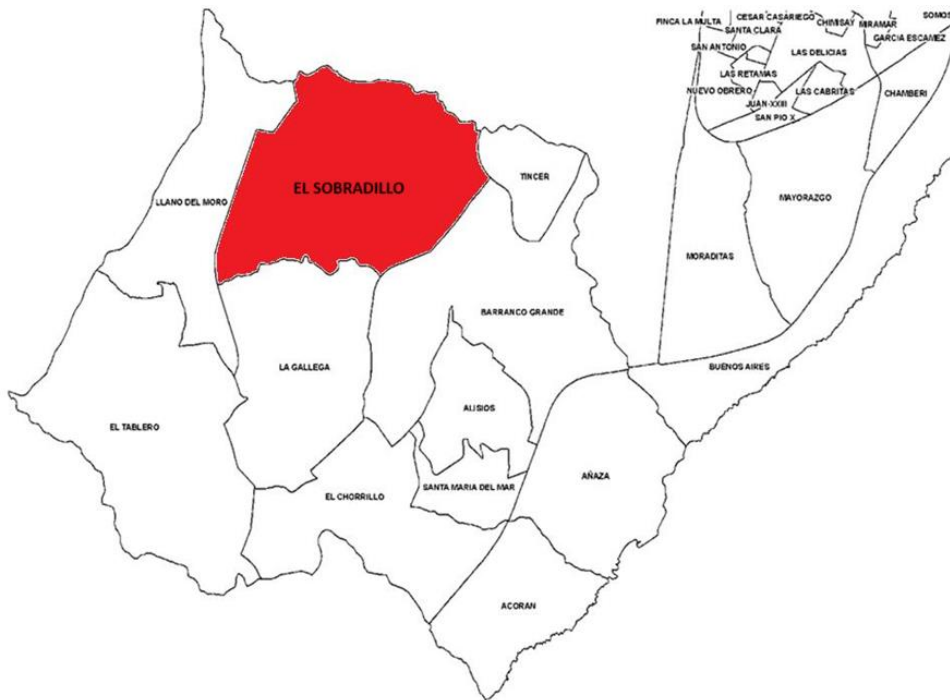 FINCA LA MULTA
CESAR CASARIEGO
CHIMISAY
MIRAMAR
SOMOS
SANTA CLARA
GARCIA ESCAMEZ
SAN ANTONIO
LAS DELICIAS
LAS RETAMAS
NUEVO OBRERO
LAS CABRITAS
CHAMBERI
JUAN XXIII
SAN PIO X
TINCER
EL SOBRADILLO
LLANO DEL MORO
MAYORAZGO
MORADITAS
BARRANCO GRANDE
LA GALLEGA
BUENOS AIRES
ALISIOS
EL TABLERO
AÑAZA
SANTA MARIA DEL MAR
EL CHORRILLO
ACORAN